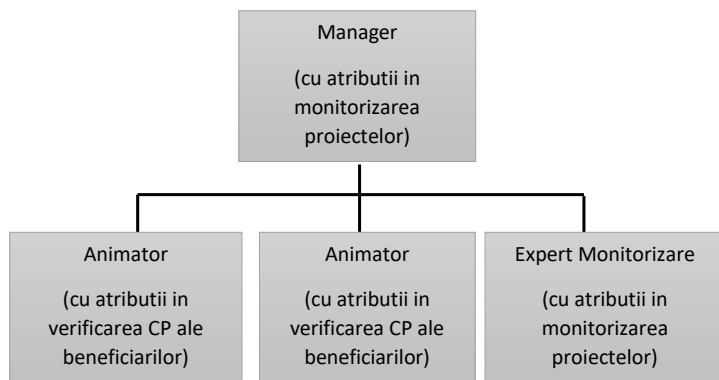 Manager
(cu atributii in
monitorizarea
proiectelor)
Animator
(cu atributii in
verificarea CP ale
beneficiarilor)
Animator
(cu atributii in
verificarea CP ale
beneficiarilor)
Expert Monitorizare
(cu atributii in
monitorizarea
proiectelor)